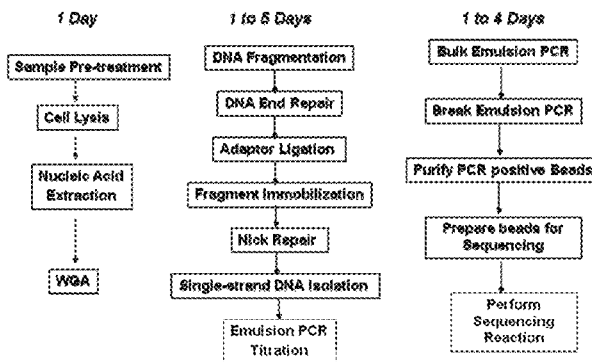 1 Day
Sample Pre-treatment
Cell Lysis
Nucleic Acid
Extraction
WGA
1 to 5 Days
DNA Fragmentation
DNA End Repair
Adaptor Ligation
Fragment Immobilization
Nick Repair
Single-strand DNA Isolation
Emulsion PCR
Titration
1 to 4 Days
Bulk Emulsion PCR
Break Emulsion PCR
Purify PCR positive Beads
Prepare beads for
Sequencing
Perform
Sequencing
Reaction